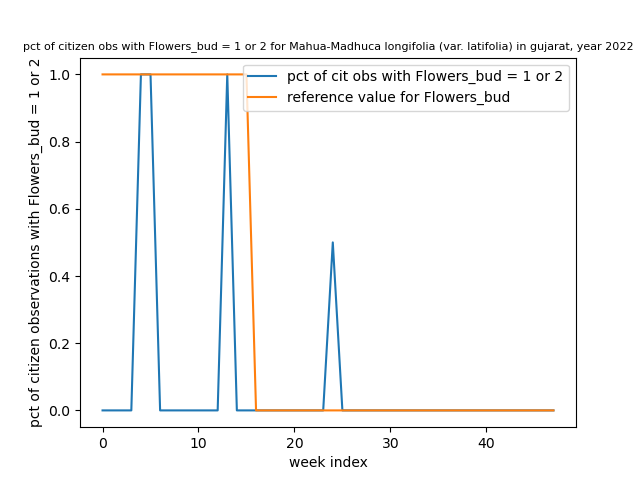 pct of citizen obs with Flowers_bud = 1 or 2 for Mahua-Madhuca longifolia (var. latifolia) in gujarat, year 2022
pct of cit obs with Flowers_bud = 1 or 2
reference value for Flowers_bud
pct of citizen observations with Flowers_bud = 1 or 2
1.0
0.8
0.6
0.4
0.2
0.0
0 10 20 30 40
week index